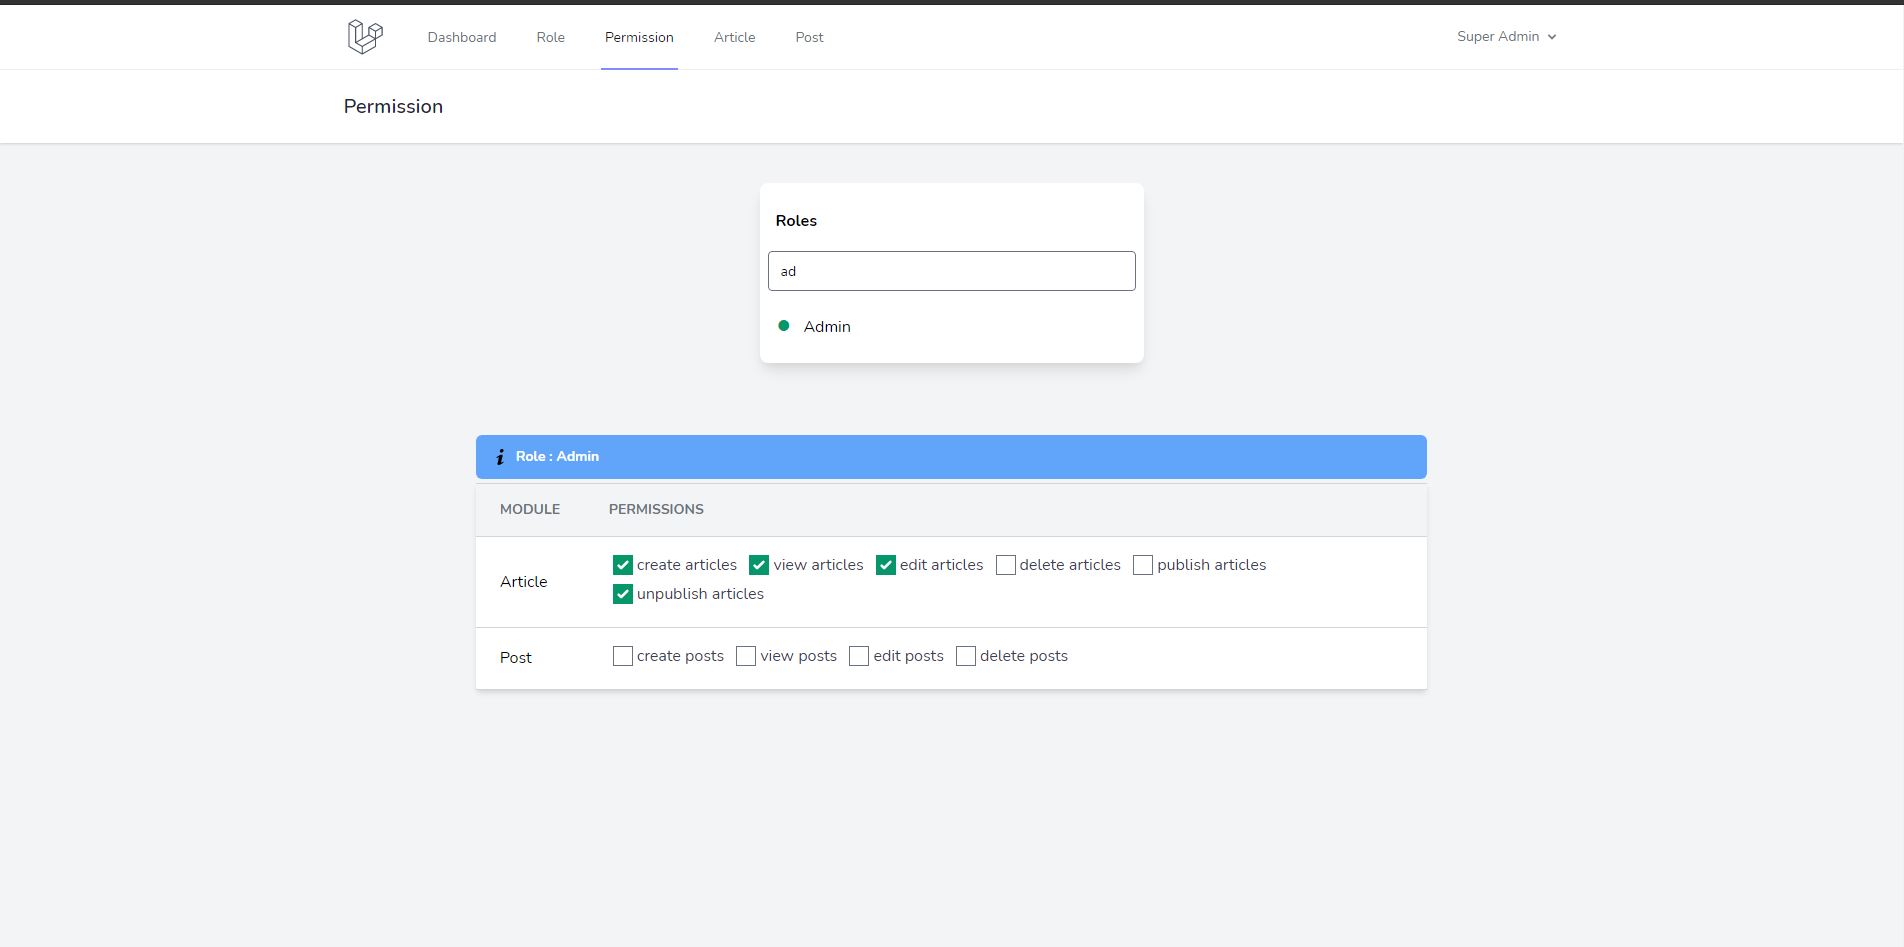 Dashboard Role Permission Article Post Super Admin
Permission
Roles
ad
Admin
Role : Admin
MODULE PERMISSIONS
create articles view articles edit articles delete articles publish articles
Article
unpublish articles
Post create posts view posts edit posts delete posts